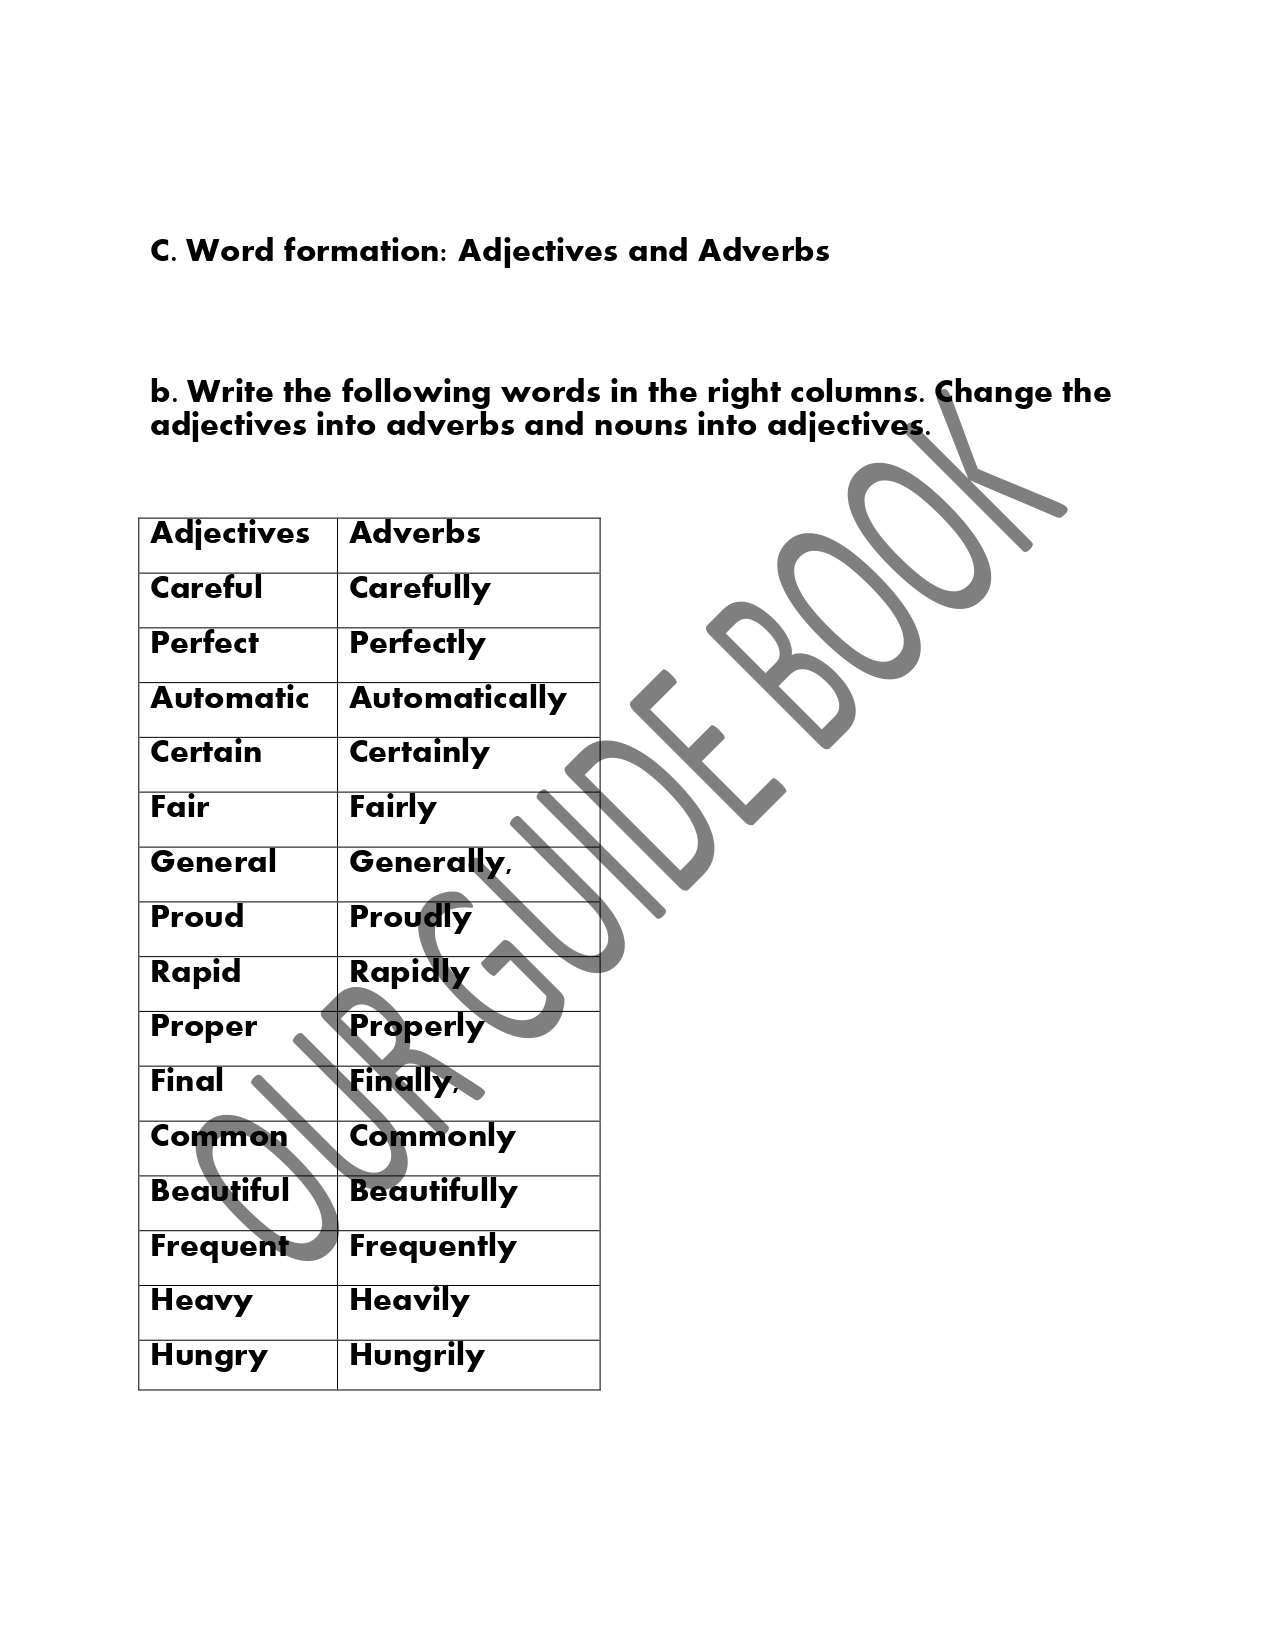 C. Word formation: Adjectives and Adverbs
b. Write the following words in the right columns. Change the
adjectives into adverbs and nouns into adjectives.
Adjectives Adverbs
Careful Carefully
Perfect Perfectly
Automatic Automatically
Certain Certainly
Fair Fairly
General Generally,
Proud Proudly
Rapid Rapidly
Proper Properly
Final Finally,
Common Commonly
Beautiful Beautifully
Frequent Frequently
Heavy Heavily
Hungry Hungrily
OUR GUIDE BOOK